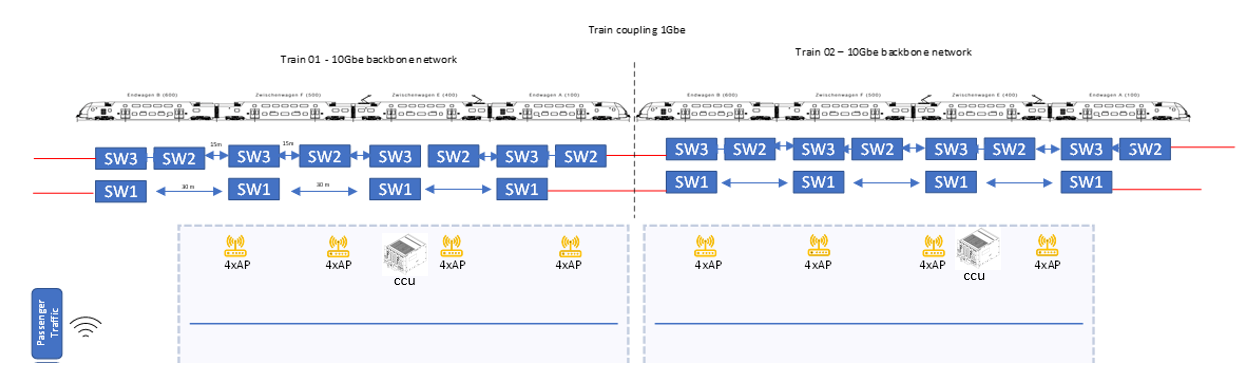 Train coupling 1Gbe
Train 01 - 10Gbe backbone network
Train 02 – 10Gbe backbone network
Endwagen B (600) Zwischenwagen F (500) Zwischenwagen E (400) Endwagen A (100)
Endwagen B (600) Zwischenwagen F (500) Zwischenwagen E (400) Endwagen A (100)
SW3 SW2 15m SW3 15m SW2 SW3 SW2 SW3 SW2
SW3 SW2 SW3 SW2 SW3 SW2 SW3 SW2
SW1 30 m SW1 30 m SW1 SW1
SW1 SW1 SW1 SW1
4xAP 4xAP ccu 4xAP 4xAP
4xAP 4xAP 4xAP ccu 4xAP
Passenger
Traffic